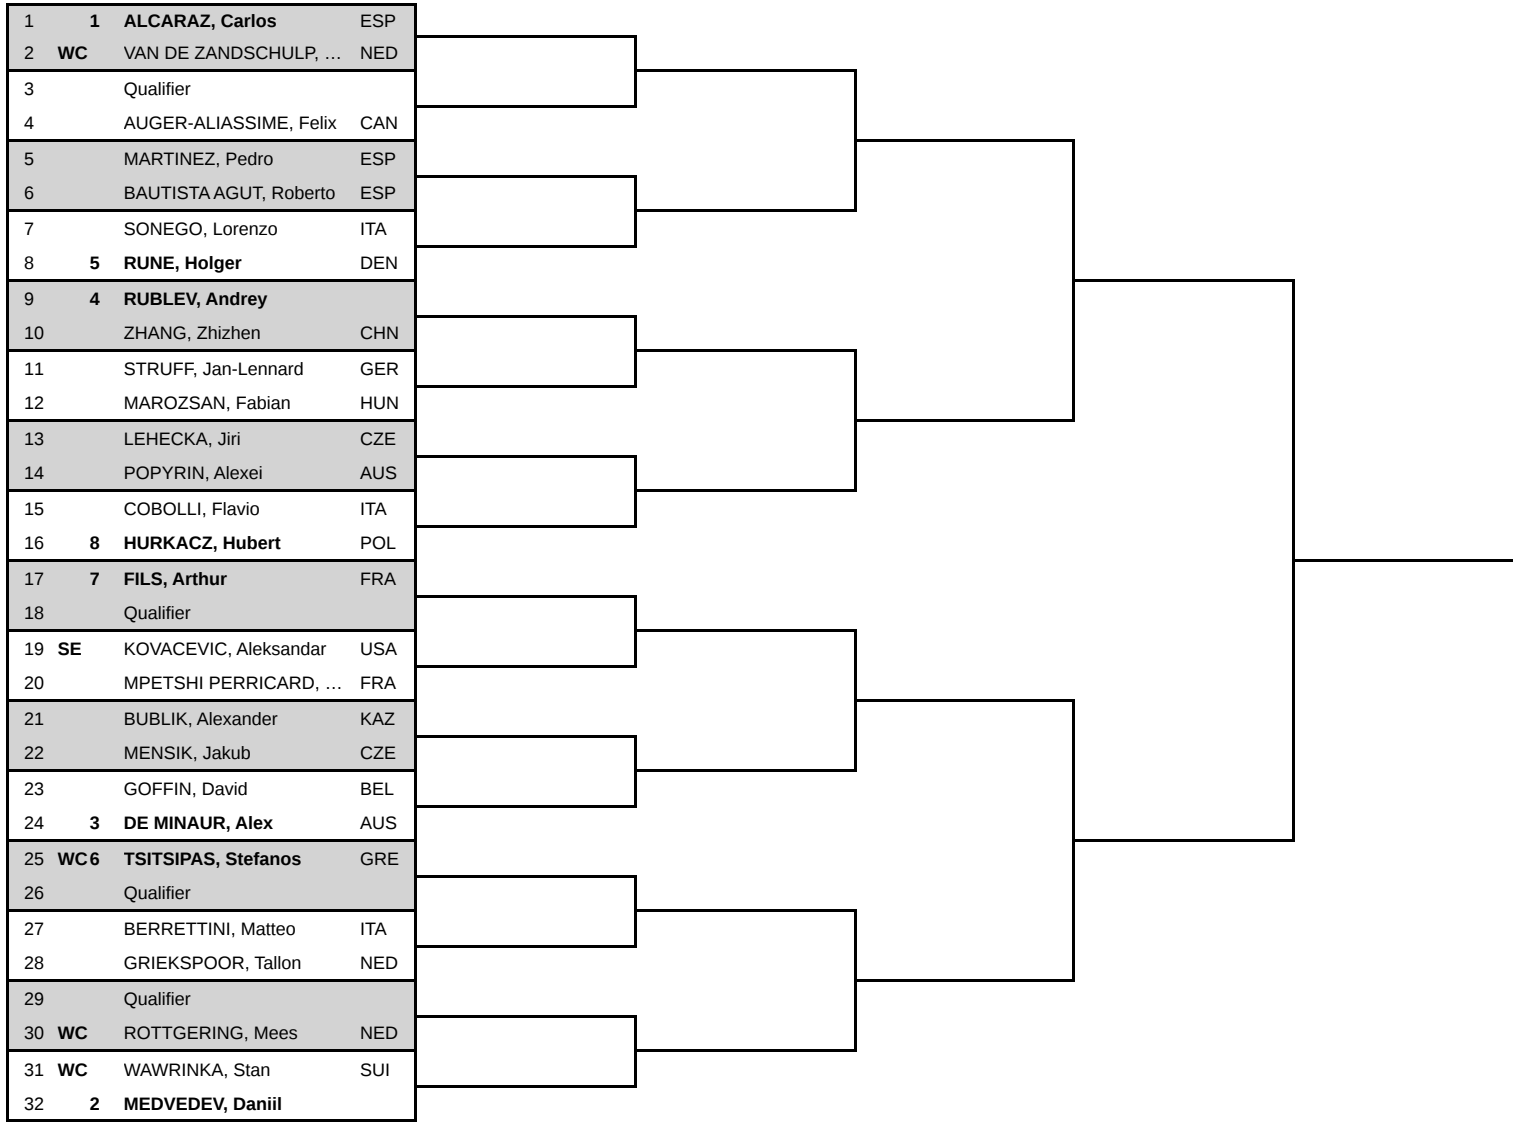 1 1 ALCARAZ, Carlos ESP
2 WC VAN DE ZANDSCHULP, … NED
3 Qualifier
4 AUGER-ALIASSIME, Felix CAN
5 MARTINEZ, Pedro ESP
6 BAUTISTA AGUT, Roberto ESP
7 SONEGO, Lorenzo ITA
8 5 RUNE, Holger DEN
9 4 RUBLEV, Andrey
10 ZHANG, Zhizhen CHN
11 STRUFF, Jan-Lennard GER
12 MAROZSAN, Fabian HUN
13 LEHECKA, Jiri CZE
14 POPYRIN, Alexei AUS
15 COBOLLI, Flavio ITA
16 8 HURKACZ, Hubert POL
17 7 FILS, Arthur FRA
18 Qualifier
19 SE KOVACEVIC, Aleksandar USA
20 MPETSHI PERRICARD, … FRA
21 BUBLIK, Alexander KAZ
22 MENSIK, Jakub CZE
23 GOFFIN, David BEL
24 3 DE MINAUR, Alex AUS
25 WC 6 TSITSIPAS, Stefanos GRE
26 Qualifier
27 BERRETTINI, Matteo ITA
28 GRIEKSPOOR, Tallon NED
29 Qualifier
30 WC ROTTGERING, Mees NED
31 WC WAWRINKA, Stan SUI
32 2 MEDVEDEV, Daniil